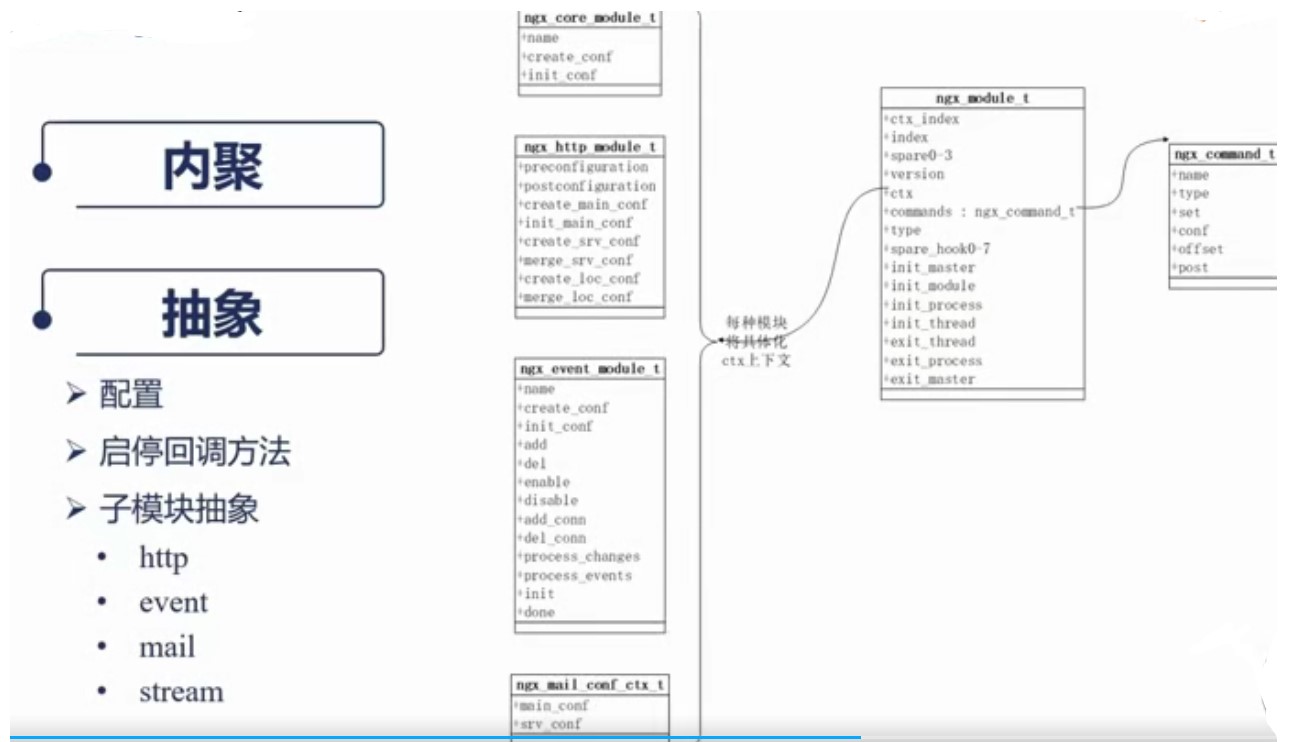 内聚
抽象
配置
启停回调方法
子模块抽象
http
event
mail
stream
ngx_core_module_t
+name
+create_conf
+init_conf
ngx_http_module_t
+preconfiguration
+postconfiguration
+create_main_conf
+init_main_conf
+create_srv_conf
+merge_srv_conf
+create_loc_conf
+merge_loc_conf
ngx_event_module_t
+name
+create_conf
+init_conf
+add
+del
+enable
+disable
+add_conn
+del_conn
+process_changes
+process_events
+init
+done
ngx_mail_conf_ctx_t
+main_conf
+srv_conf
每种模块
将具体化
ctx上下文
ngx_module_t
+ctx_index
+index
+spare0-3
+version
+ctx
+commands : ngx_command_t
+type
+spare_hook0-7
+init_master
+init_module
+init_process
+init_thread
+exit_thread
+exit_process
+exit_master
ngx_command_t
+name
+type
+set
+conf
+offset
+post